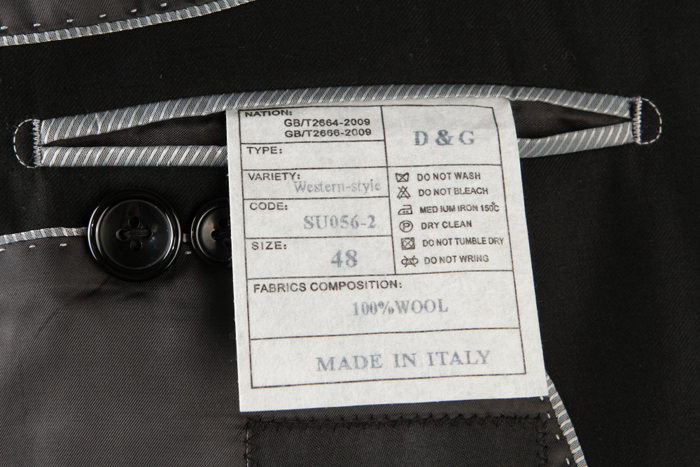 NATION:
GB/T2664-2009
GB/T2666-2009
D & G
TYPE:
VARIETY:
Western-style
CODE:
SU056-2
SIZE:
48
DO NOT WASH
DO NOT BLEACH
MEDIUM IRON 150℃
P DRY CLEAN
DO NOT TUMBLE DRY
DO NOT WRING
FABRICS COMPOSITION:
100%WOOL
MADE IN ITALY